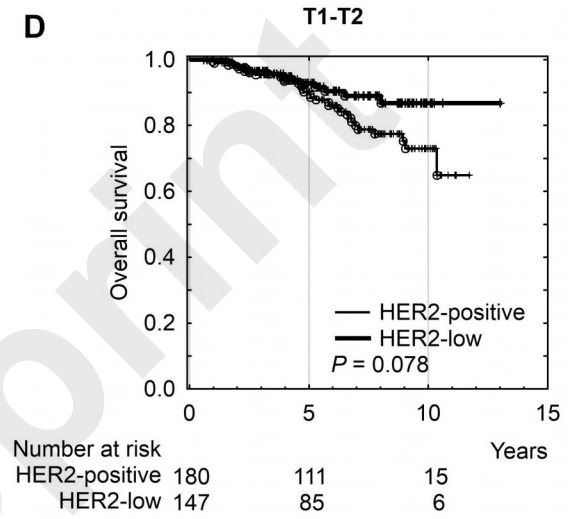 D
T1-T2
Overall survival
1.0
0.8
0.6
0.4
0.2
0.0
HER2-positive
HER2-low
P = 0.078
0 5 10 15
Years
Number at risk
HER2-positive 180 111 15
HER2-low 147 85 6
print